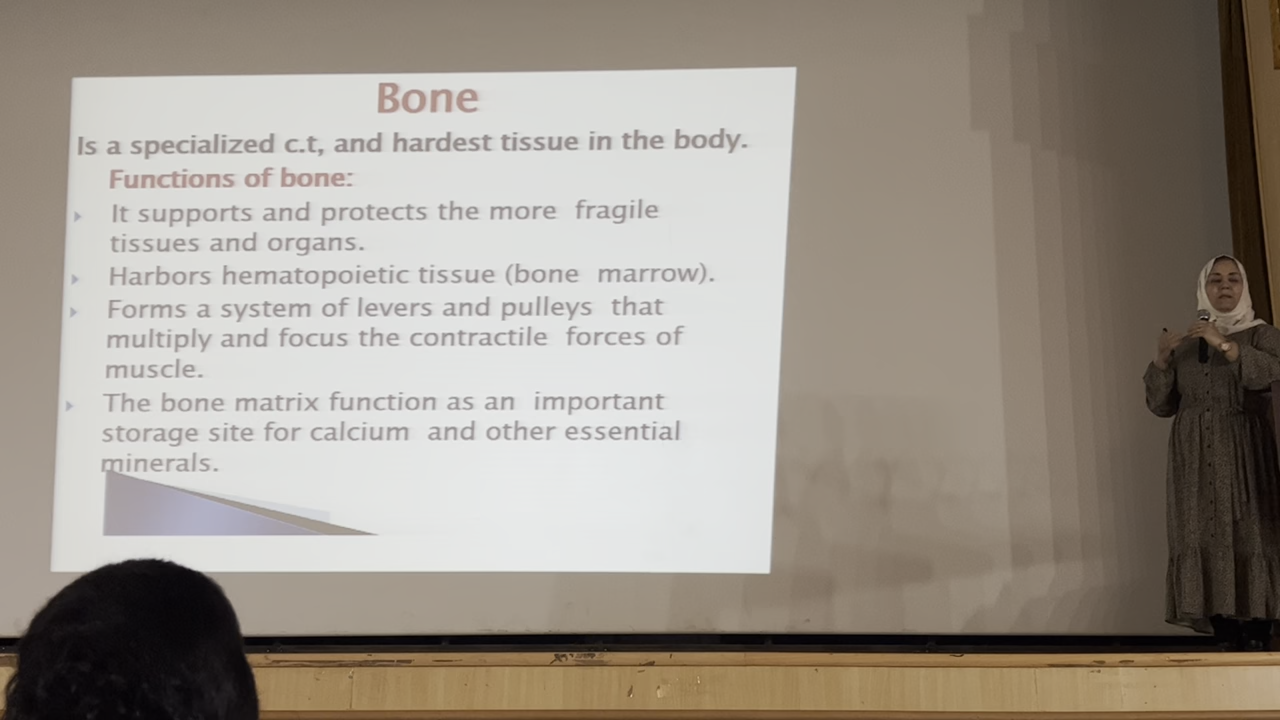 Bone
Is a specialized c.t, and hardest tissue in the body.
Functions of bone:
It supports and protects the more fragile
tissues and organs.
Harbors hematopoietic tissue (bone marrow).
Forms a system of levers and pulleys that
multiply and focus the contractile forces of
muscle.
The bone matrix function as an important
storage site for calcium and other essential
minerals.